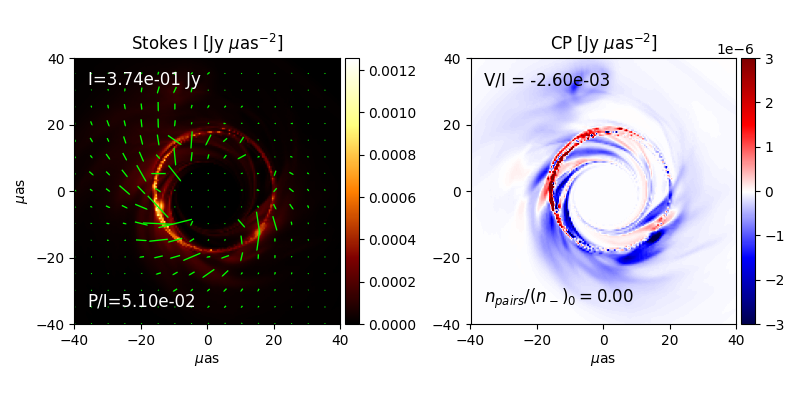 Stokes I [Jy μas⁻²]
I=3.74e-01 Jy
P/I=5.10e-02
40
20
0
−20
−40
μas
−40 −20 0 20 40
μas
0.0012
0.0010
0.0008
0.0006
0.0004
0.0002
0.0000
CP [Jy μas⁻²]
1e−6
V/I = -2.60e-03
n_pairs/(n_−)_0 = 0.00
40
20
0
−20
−40
−40 −20 0 20 40
μas
3
2
1
0
−1
−2
−3